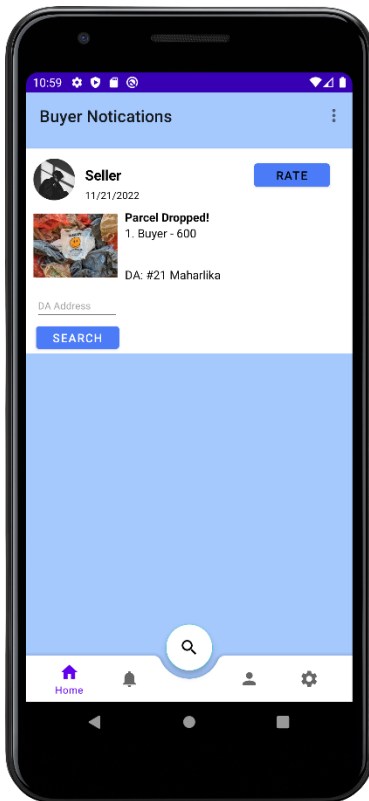 10:59
Buyer Notications
Seller
RATE
11/21/2022
Parcel Dropped!
1. Buyer - 600
DA: #21 Maharlika
DA Address
SEARCH
Home